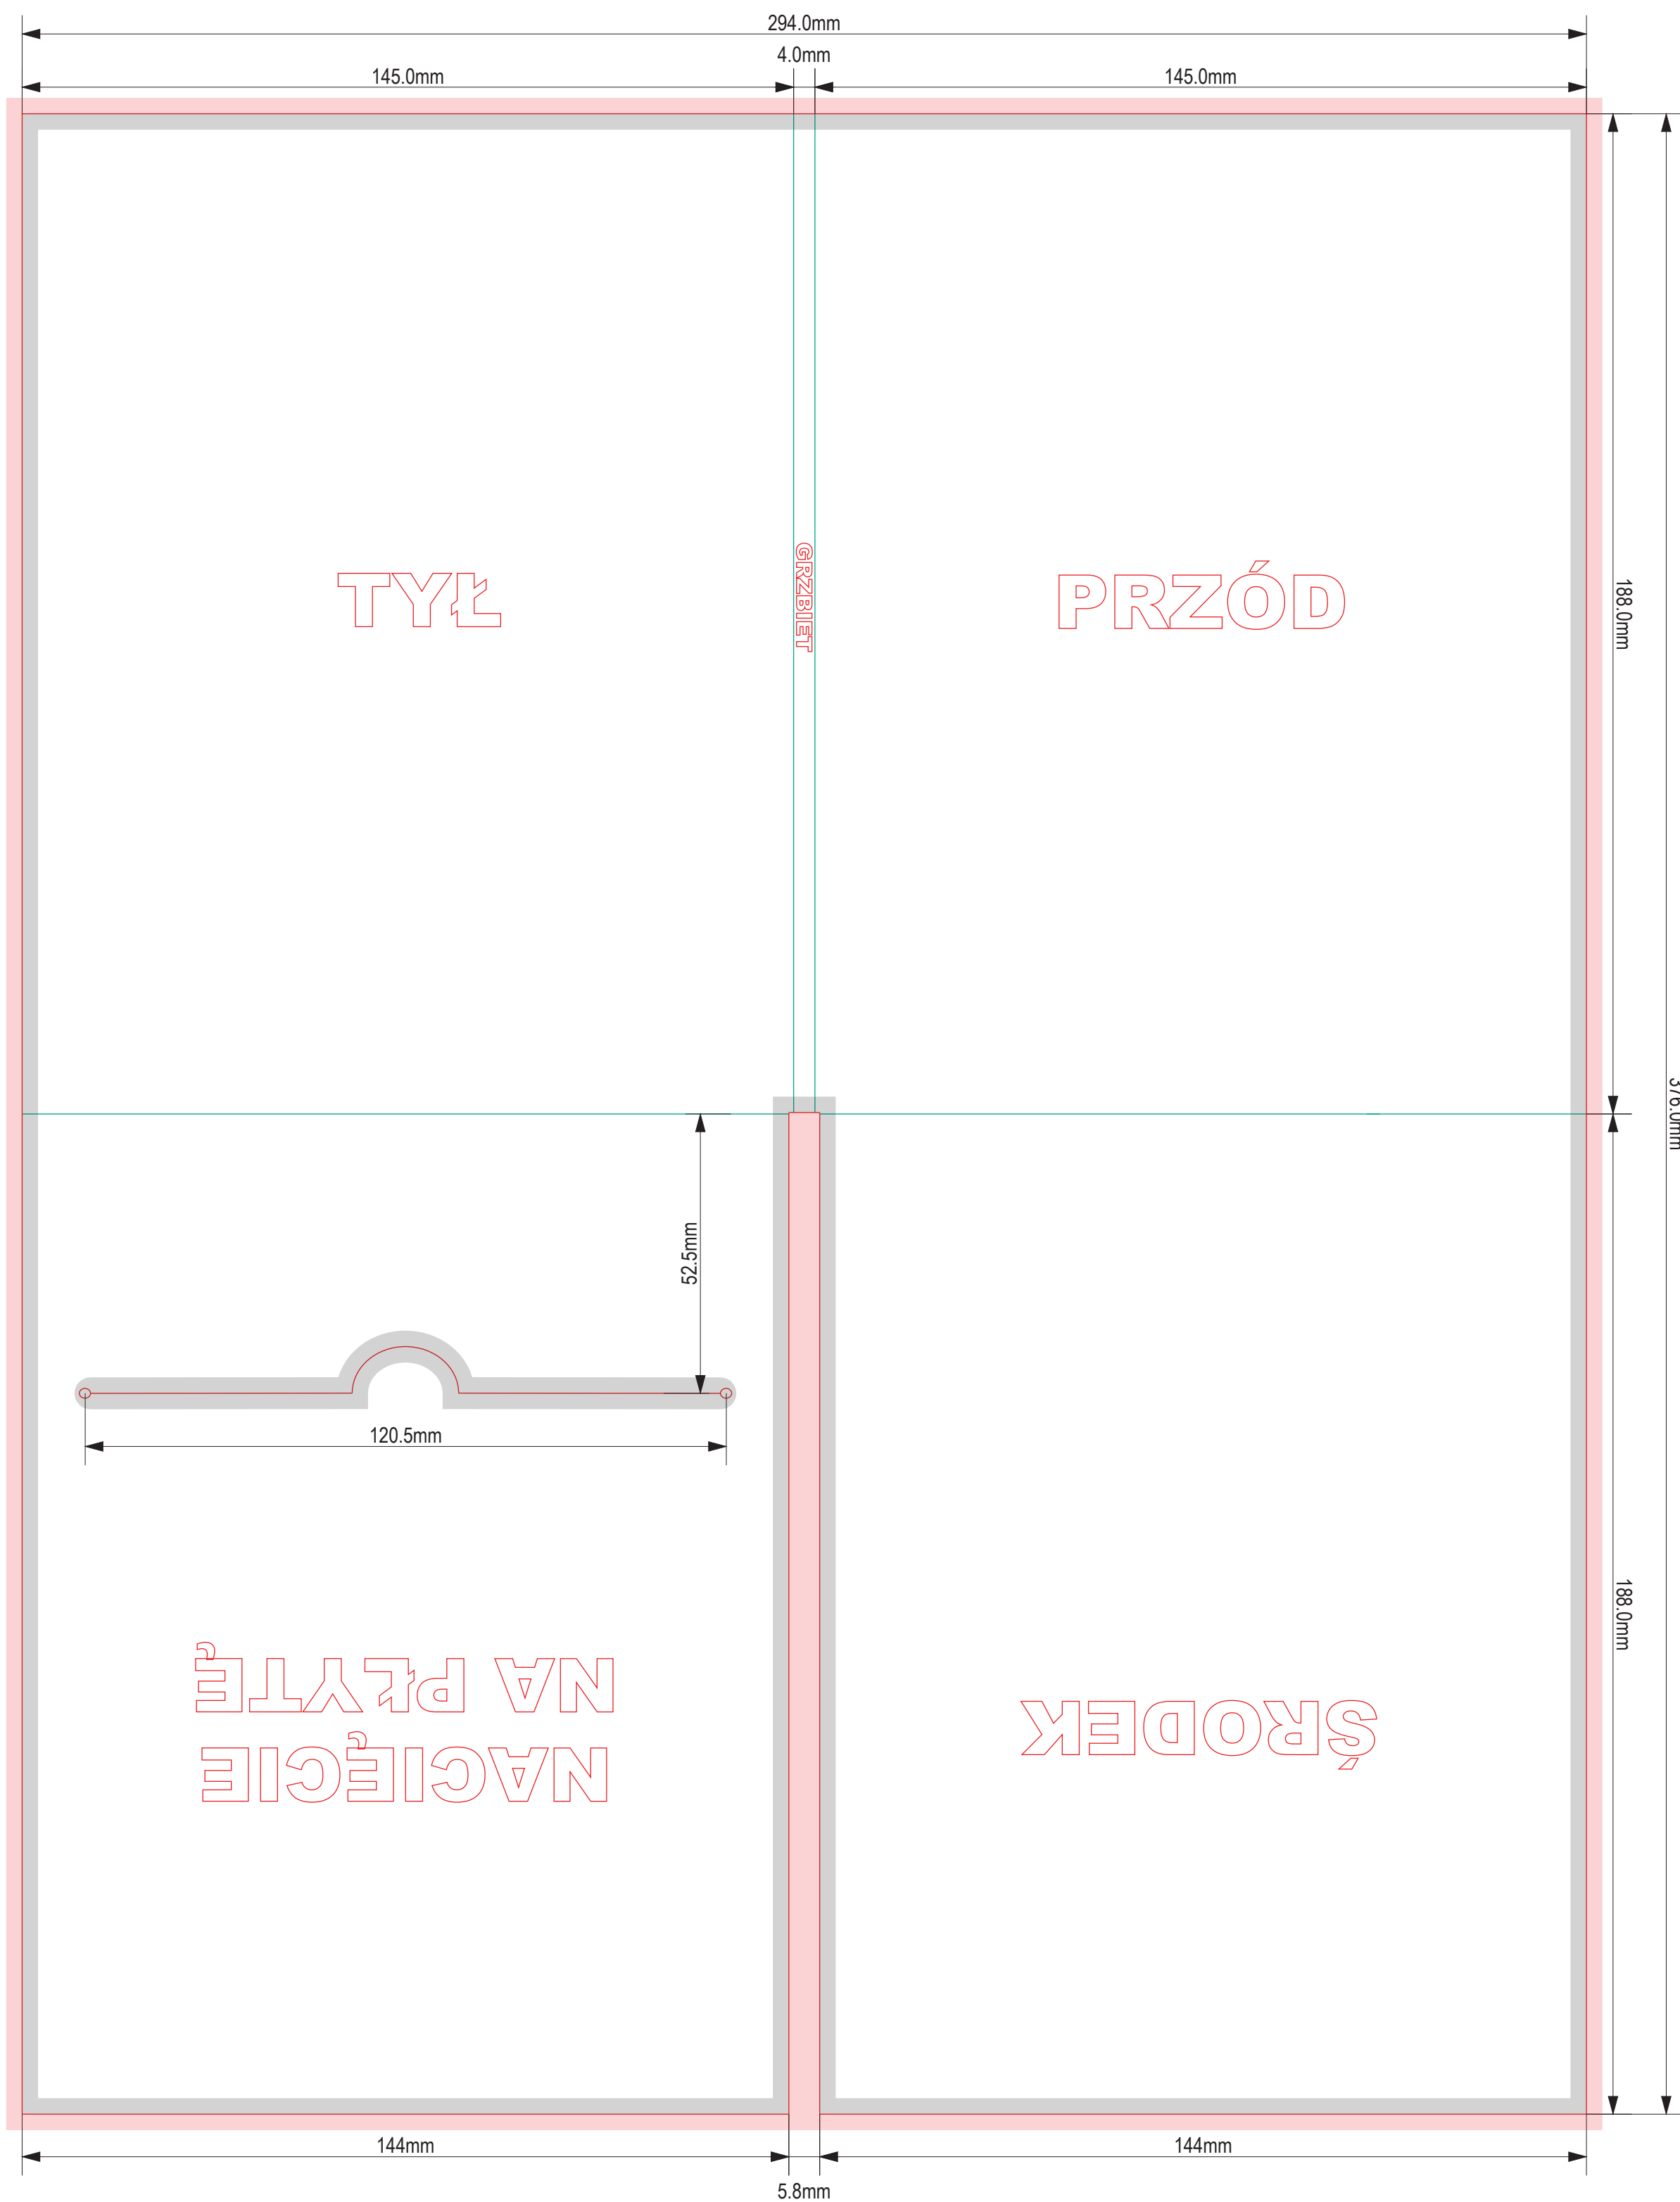 294.0mm
4.0mm
145.0mm
145.0mm
TYŁ
GRZBIET
PRZÓD
188.0mm
376.0mm
52.5mm
120.5mm
188.0mm
NACIĘCIE
NA PŁYTĘ
ŚRODEK
144mm
144mm
5.8mm